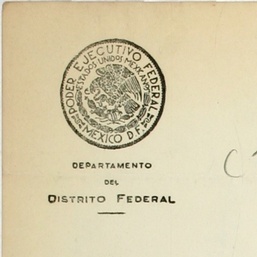 PODER EJECUTIVO FEDERAL
ESTADOS UNIDOS MEXICANOS
MEXICO D.F.
DEPARTAMENTO
DEL
DISTRITO FEDERAL